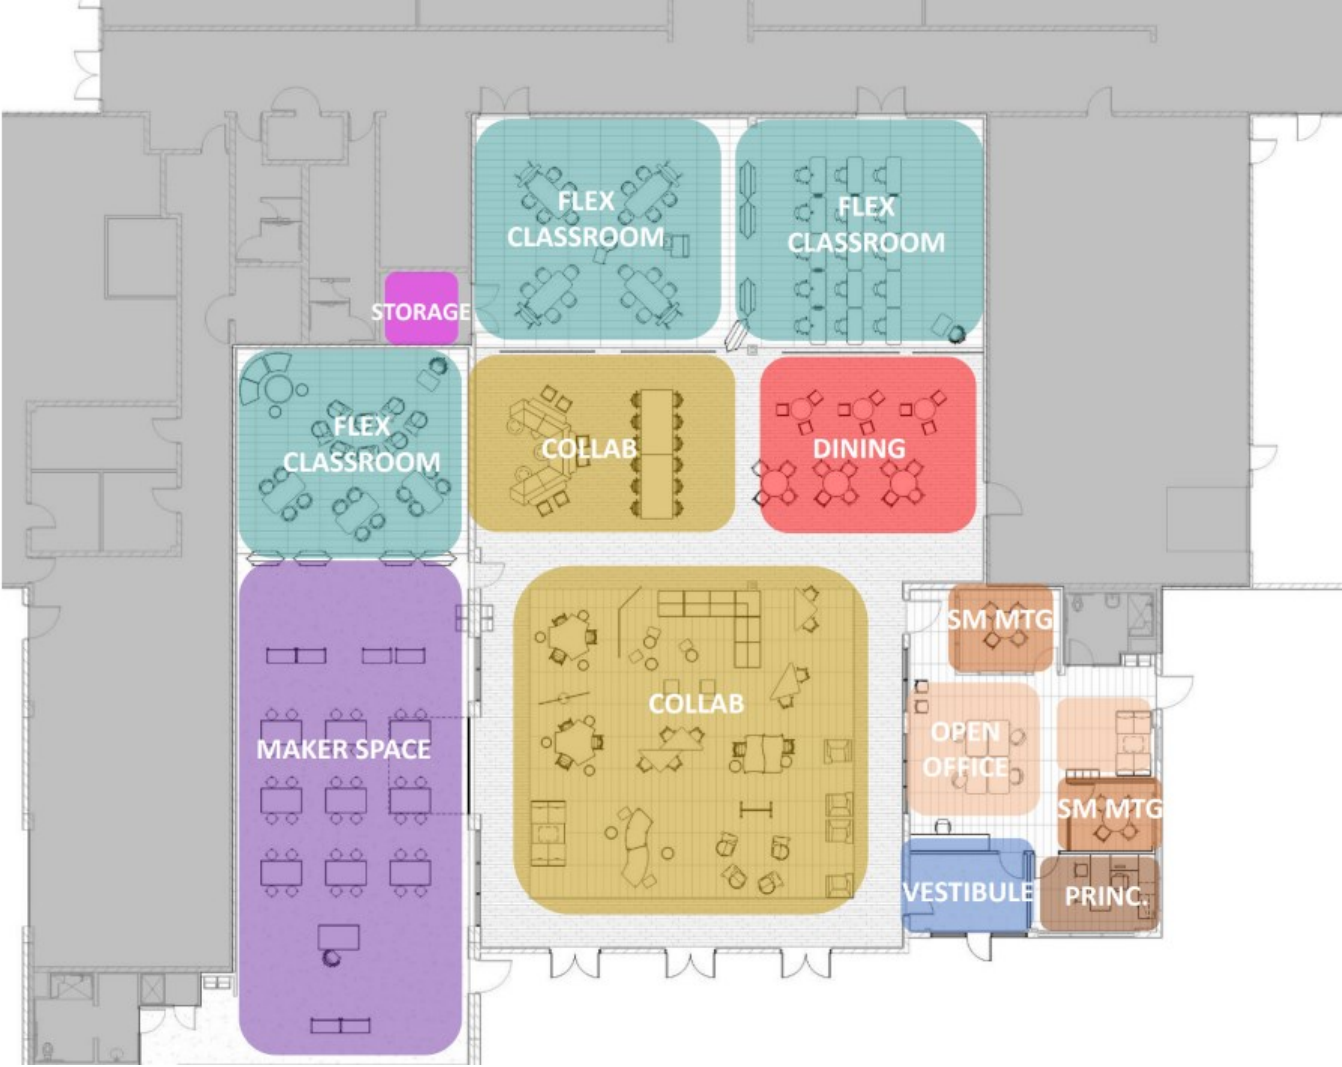 FLEX
CLASSROOM
FLEX
CLASSROOM
STORAGE
FLEX
CLASSROOM
COLLAB
DINING
SM MTG
COLLAB
OPEN
OFFICE
MAKER SPACE
SM MTG
VESTIBULE
PRINC.